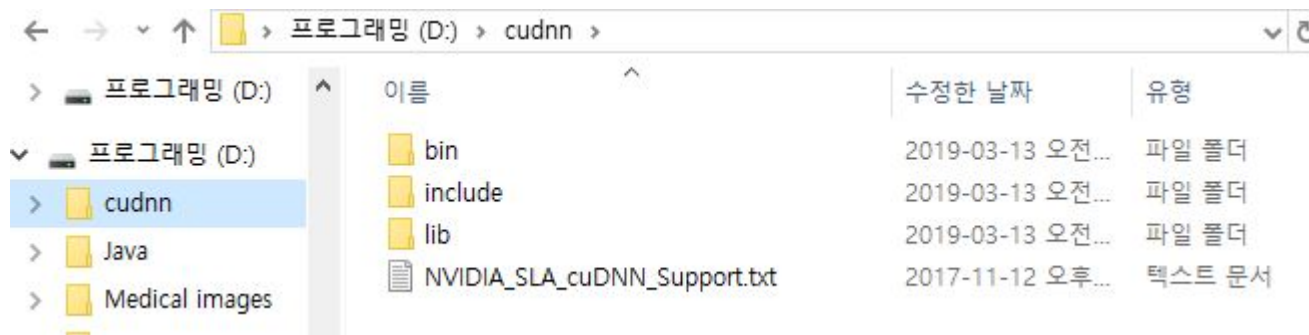 프로그래밍 (D:) > cudnn >
프로그래밍 (D:)
프로그래밍 (D:)
cudnn
Java
Medical images
이름 수정한 날짜 유형
bin 2019-03-13 오전... 파일 폴더
include 2019-03-13 오전... 파일 폴더
lib 2019-03-13 오전... 파일 폴더
NVIDIA_SLA_cuDNN_Support.txt 2017-11-12 오후... 텍스트 문서